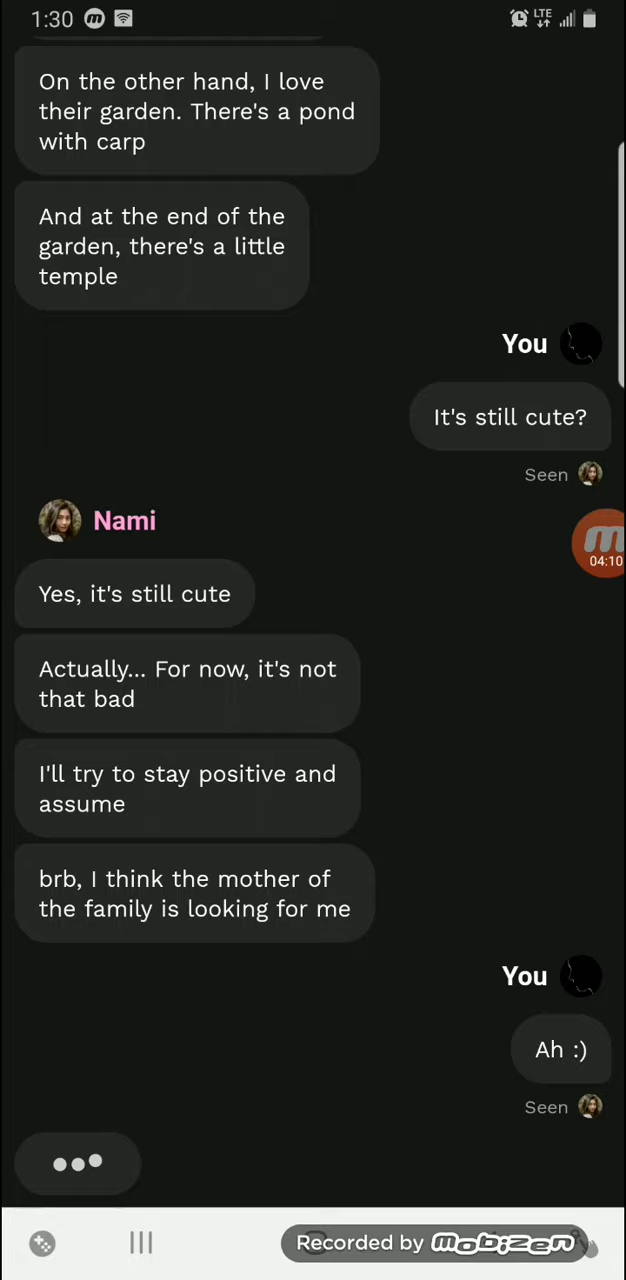 1:30
LTE
On the other hand, I love
their garden. There's a pond
with carp
And at the end of the
garden, there's a little
temple
You
It's still cute?
Seen
Nami
04:10
Yes, it's still cute
Actually... For now, it's not
that bad
I'll try to stay positive and
assume
brb, I think the mother of
the family is looking for me
You
Ah :)
Seen
Recorded by mobizen